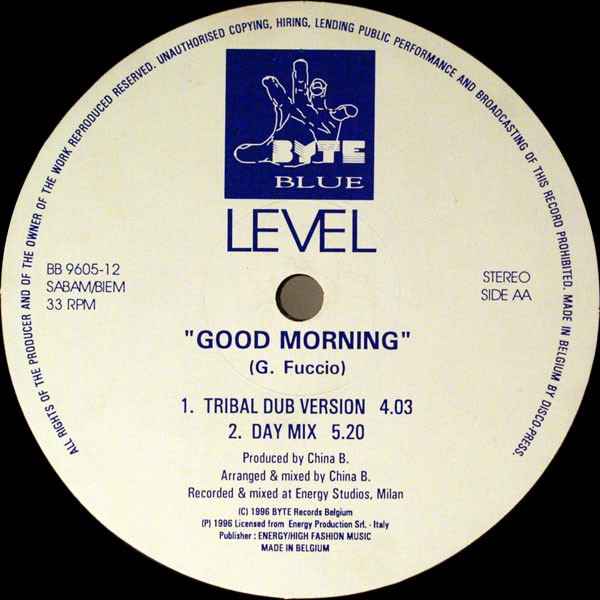 ALL RIGHTS OF THE PRODUCER AND OF THE OWNER OF THE WORK REPRODUCED RESERVED. UNAUTHORISED COPYING, HIRING, LENDING PUBLIC PERFORMANCE AND BROADCASTING OF THIS RECORD PROHIBITED. MADE IN BELGIUM BY DISCO-PRESS.
BYTE
BLUE
LEVEL
BB 9605-12
SABAM/BIEM
33 RPM
STEREO
SIDE AA
"GOOD MORNING"
(G. Fuccio)
1. TRIBAL DUB VERSION 4.03
2. DAY MIX 5.20
Produced by China B.
Arranged & mixed by China B.
Recorded & mixed at Energy Studios, Milan
(C) 1996 BYTE Records Belgium
(P) 1996 Licensed from Energy Production Srl. - Italy
Publisher : ENERGY/HIGH FASHION MUSIC
MADE IN BELGIUM